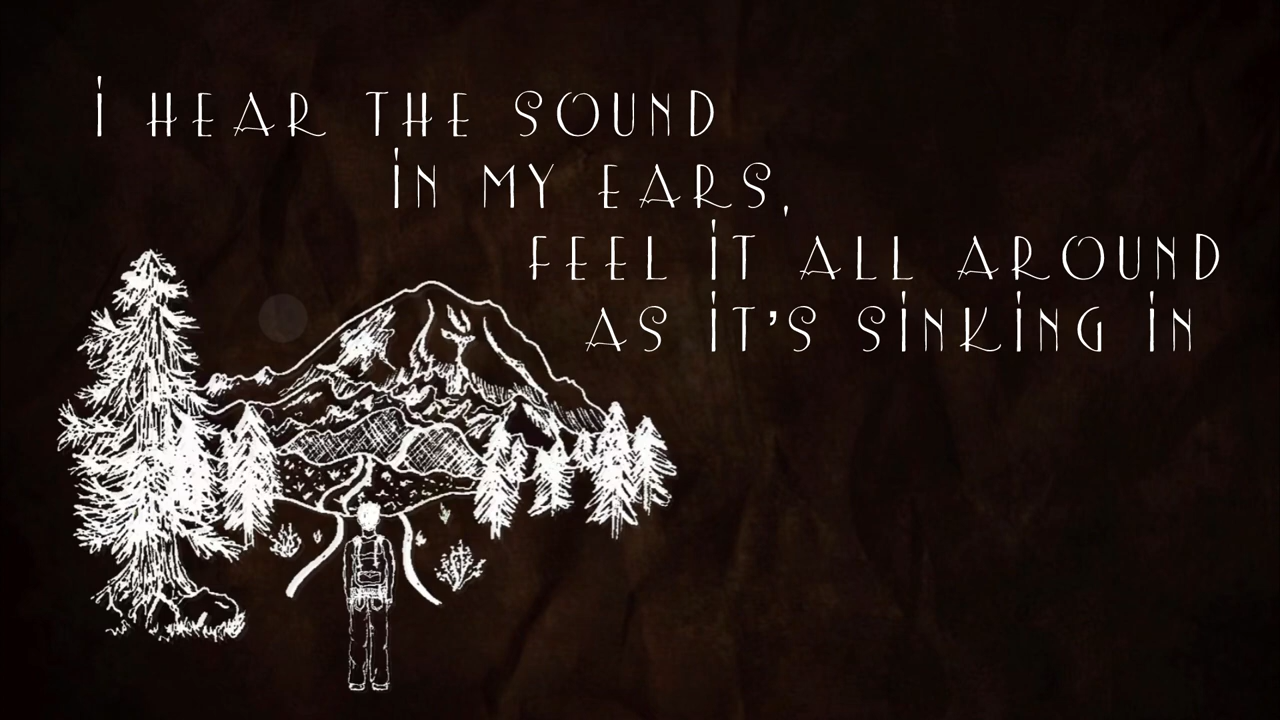 I HEAR THE SOUND
IN MY EARS,
FEEL IT ALL AROUND
AS IT'S SINKING IN